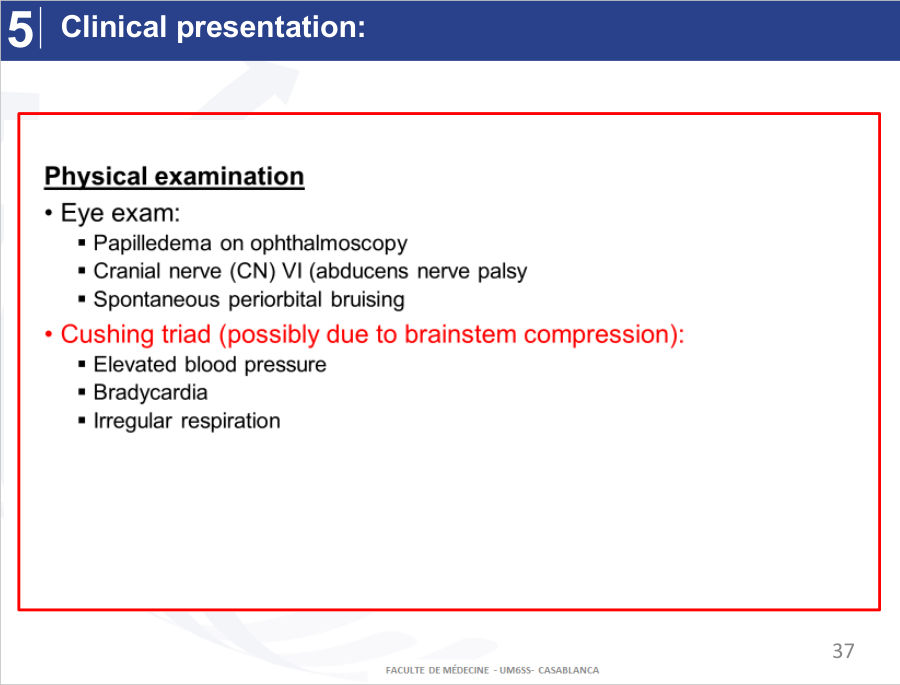 5 Clinical presentation:
Physical examination
• Eye exam:
▪ Papilledema on ophthalmoscopy
▪ Cranial nerve (CN) VI (abducens nerve palsy
▪ Spontaneous periorbital bruising
• Cushing triad (possibly due to brainstem compression):
▪ Elevated blood pressure
▪ Bradycardia
▪ Irregular respiration
37
FACULTE DE MÉDECINE - UM6SS- CASABLANCA